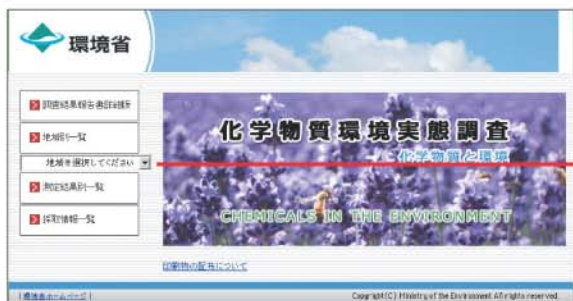 環境省
調査結果報告書詳細版
地域別一覧
地域を選択してください
測定結果別一覧
採取情報一覧
化学物質環境実態調査
化学物質と環境
CHEMICALS IN THE ENVIRONMENT
印刷物の配布について
| 環境省ホームページ |
Copyright(C) Ministry of the Environment All rights reserved.